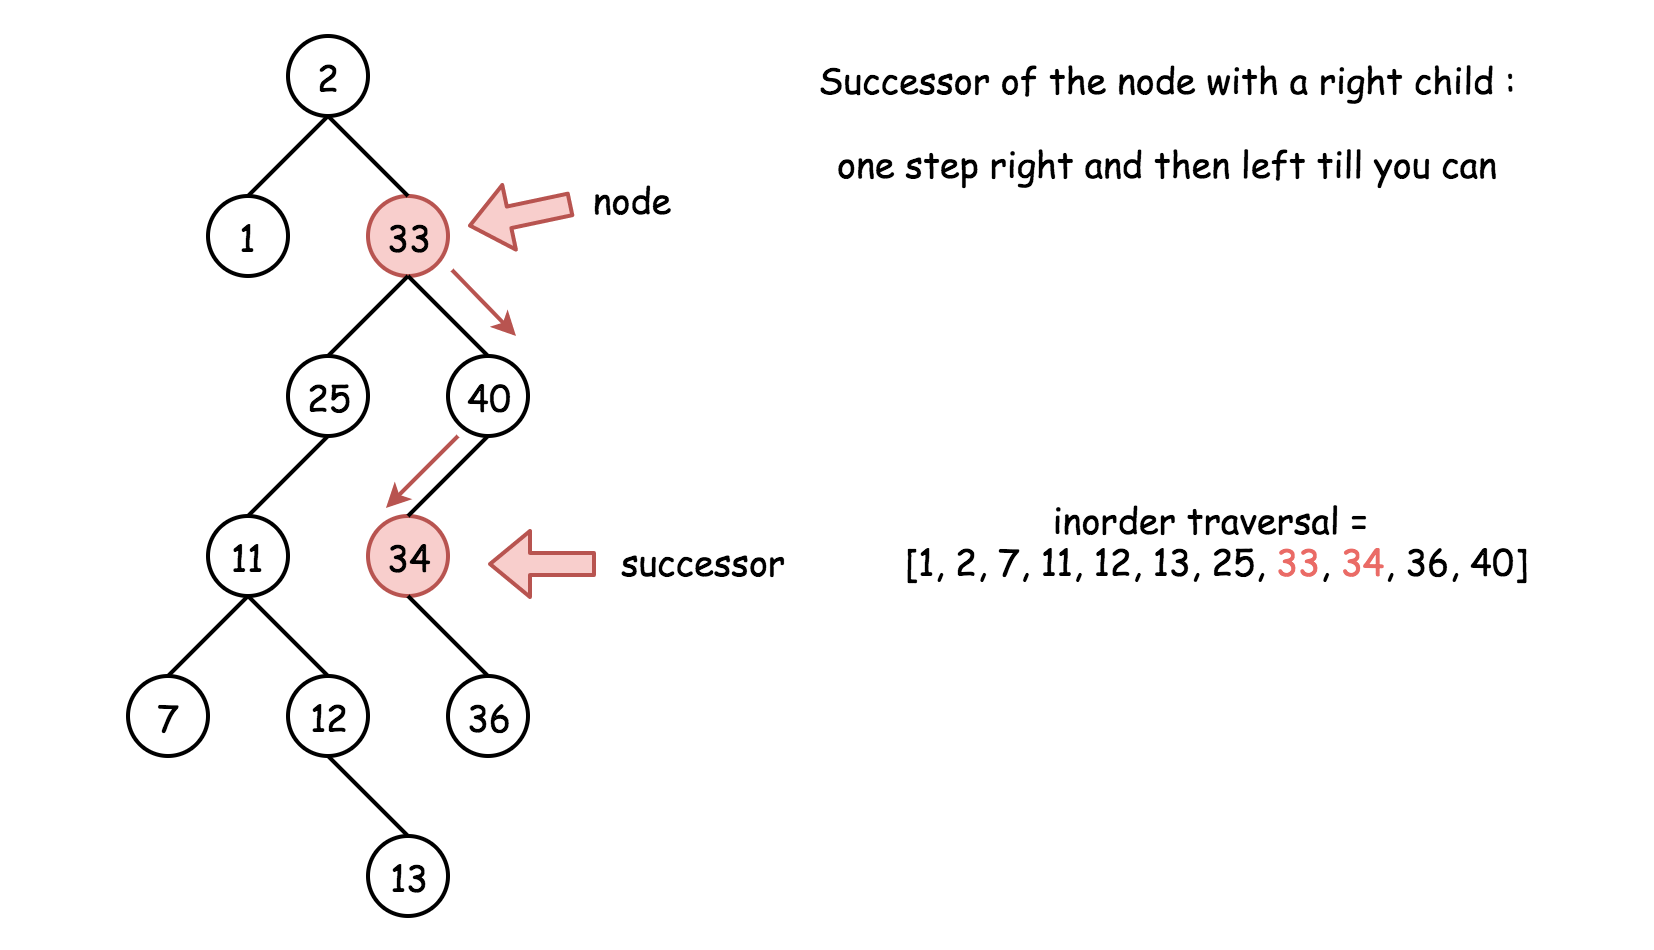 2
Successor of the node with a right child :
one step right and then left till you can
node
1
33
25
40
11
34
successor
inorder traversal =
[1, 2, 7, 11, 12, 13, 25, 33, 34, 36, 40]
7
12
36
13